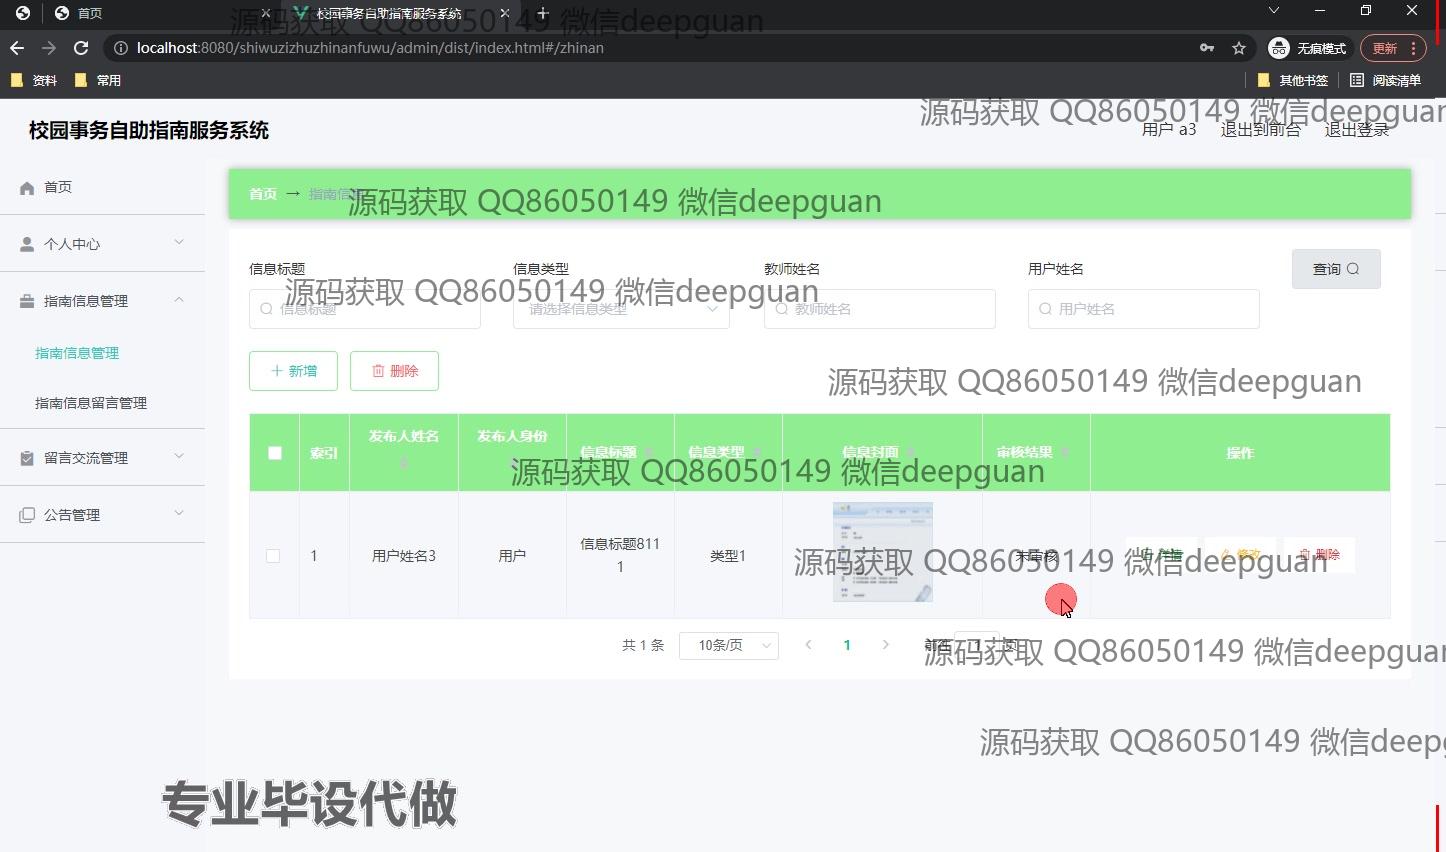 首页
校园事务自助指南服务系统
源码获取 QQ86050149 微信deepguan
localhost:8080/shiwuzizhuzhinanfuwu/admin/dist/index.html#/zhinan
无痕模式
更新
资料
常用
其他书签
阅读清单
校园事务自助指南服务系统
源码获取 QQ86050149 微信deepguan
用户 a3
退出到前台
退出登录
首页
个人中心
指南信息管理
指南信息管理
指南信息留言管理
留言交流管理
公告管理
首页 → 指南信息
源码获取 QQ86050149 微信deepguan
信息标题
信息类型
教师姓名
用户姓名
查询
源码获取 QQ86050149 微信deepguan
信息标题
请选择信息类型
教师姓名
用户姓名
新增
删除
源码获取 QQ86050149 微信deepguan
索引
发布人姓名
发布人身份
信息标题
信息类型
信息封面
审核结果
操作
源码获取 QQ86050149 微信deepguan
1
用户姓名3
用户
信息标题811
1
类型1
未审核
详情
修改
删除
源码获取 QQ86050149 微信deepguan
共 1 条
10条/页
1
前往
1
页
源码获取 QQ86050149 微信deepguan
源码获取 QQ86050149 微信deep
专业毕设代做